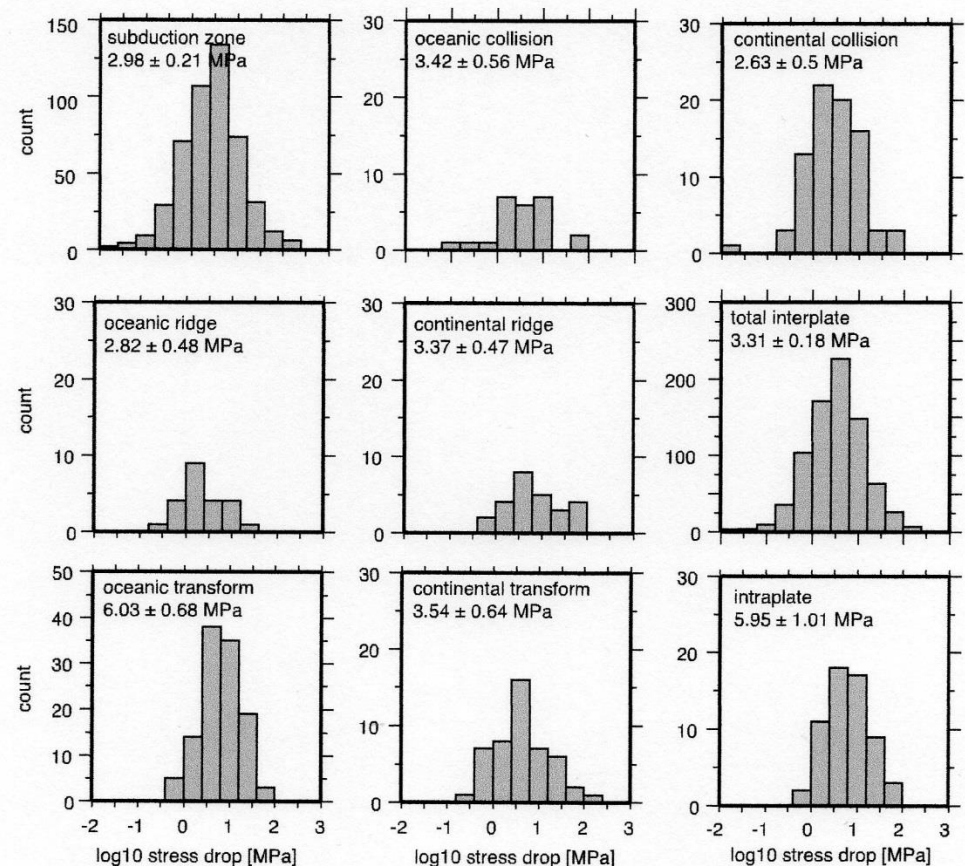 150
100
50
0
count
subduction zone
2.98 ± 0.21 MPa
30
20
10
0
oceanic collision
3.42 ± 0.56 MPa
30
20
10
0
continental collision
2.63 ± 0.5 MPa
30
20
10
0
count
oceanic ridge
2.82 ± 0.48 MPa
30
20
10
0
continental ridge
3.37 ± 0.47 MPa
300
200
100
0
total interplate
3.31 ± 0.18 MPa
50
40
30
20
10
0
count
oceanic transform
6.03 ± 0.68 MPa
-2 -1 0 1 2 3
log10 stress drop [MPa]
30
20
10
0
continental transform
3.54 ± 0.64 MPa
-2 -1 0 1 2 3
log10 stress drop [MPa]
30
20
10
0
intraplate
5.95 ± 1.01 MPa
-2 -1 0 1 2 3
log10 stress drop [MPa]